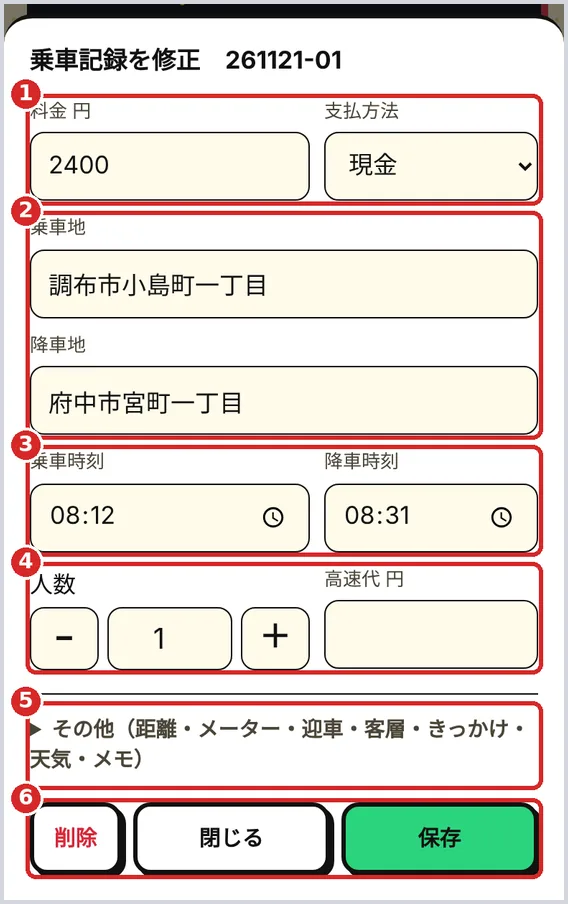 乗車記録を修正　261121-01
1
料金 円
支払方法
2400
現金
2
乗車地
調布市小島町一丁目
降車地
府中市宮町一丁目
3
乗車時刻
降車時刻
08:12
08:31
4
人数
高速代 円
-
1
+
5
▶ その他（距離・メーター・迎車・客層・きっかけ・
天気・メモ）
6
削除
閉じる
保存